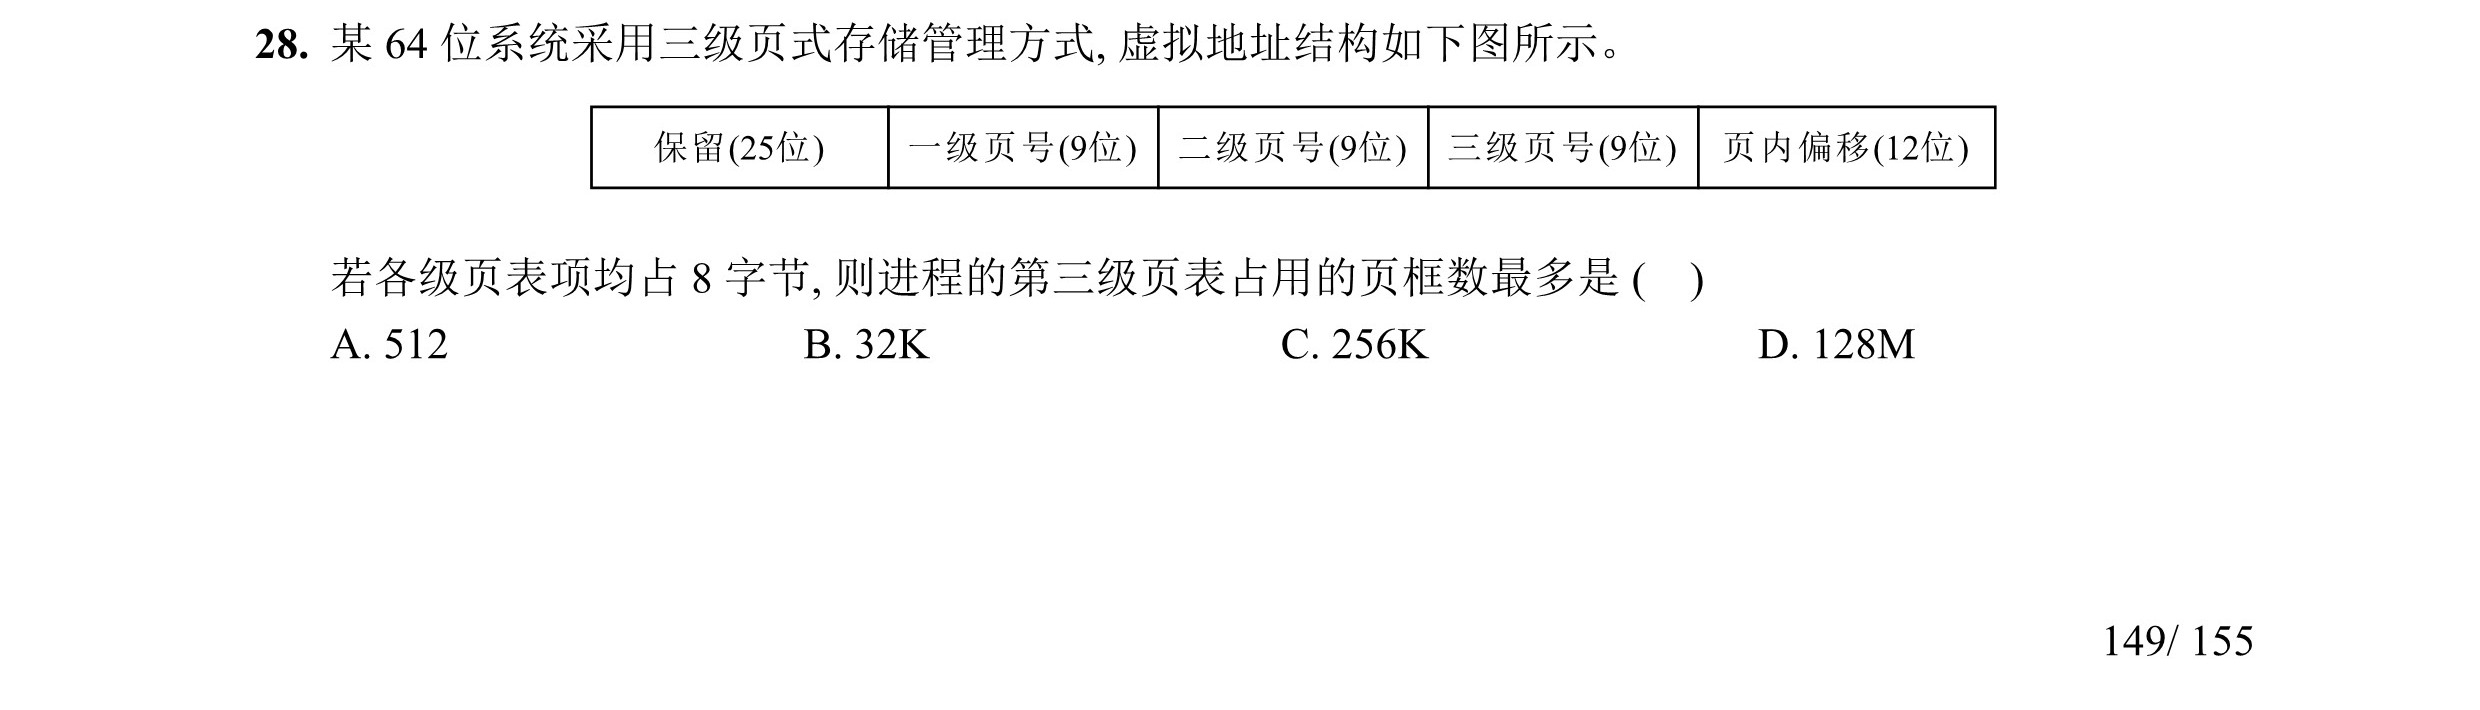 28. 某 64 位系统采用三级页式存储管理方式, 虚拟地址结构如下图所示。
保留(25位) 一级页号(9位) 二级页号(9位) 三级页号(9位) 页内偏移(12位)
若各级页表项均占 8 字节, 则进程的第三级页表占用的页框数最多是 ( )
A. 512 B. 32K C. 256K D. 128M
149/ 155